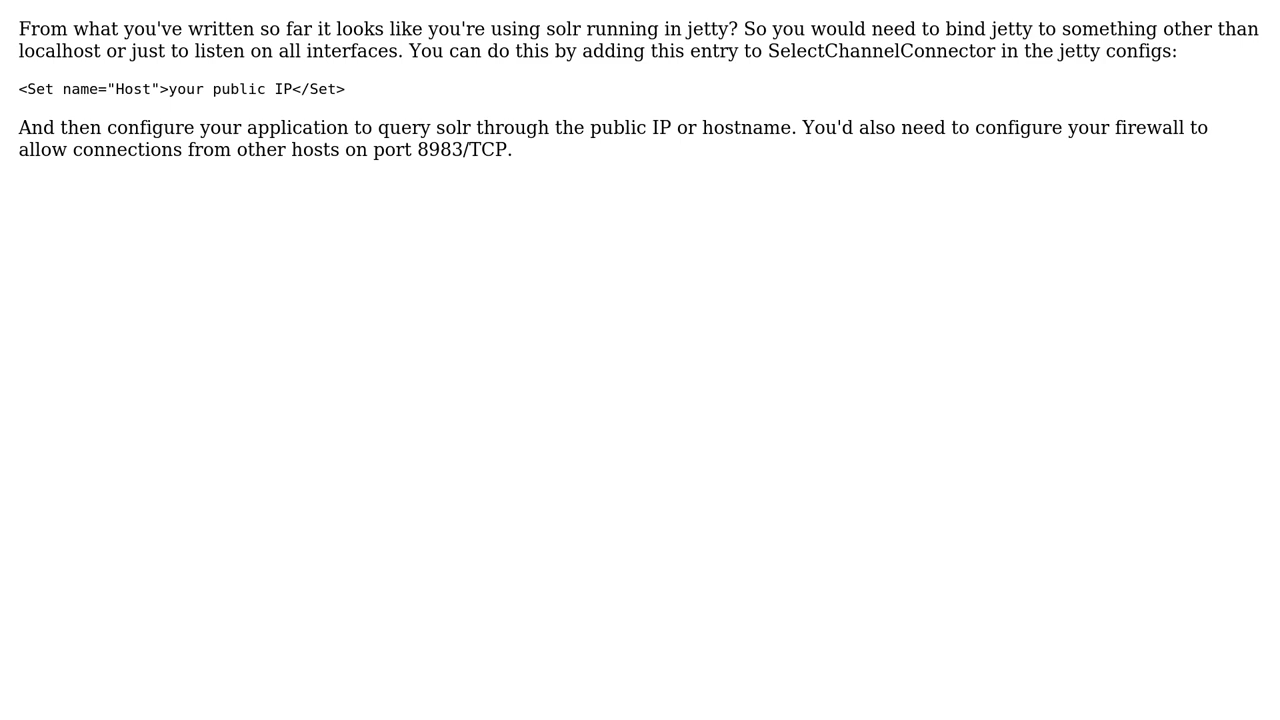 From what you've written so far it looks like you're using solr running in jetty? So you would need to bind jetty to something other than
localhost or just to listen on all interfaces. You can do this by adding this entry to SelectChannelConnector in the jetty configs:
<Set name="Host">your public IP</Set>
And then configure your application to query solr through the public IP or hostname. You'd also need to configure your firewall to
allow connections from other hosts on port 8983/TCP.